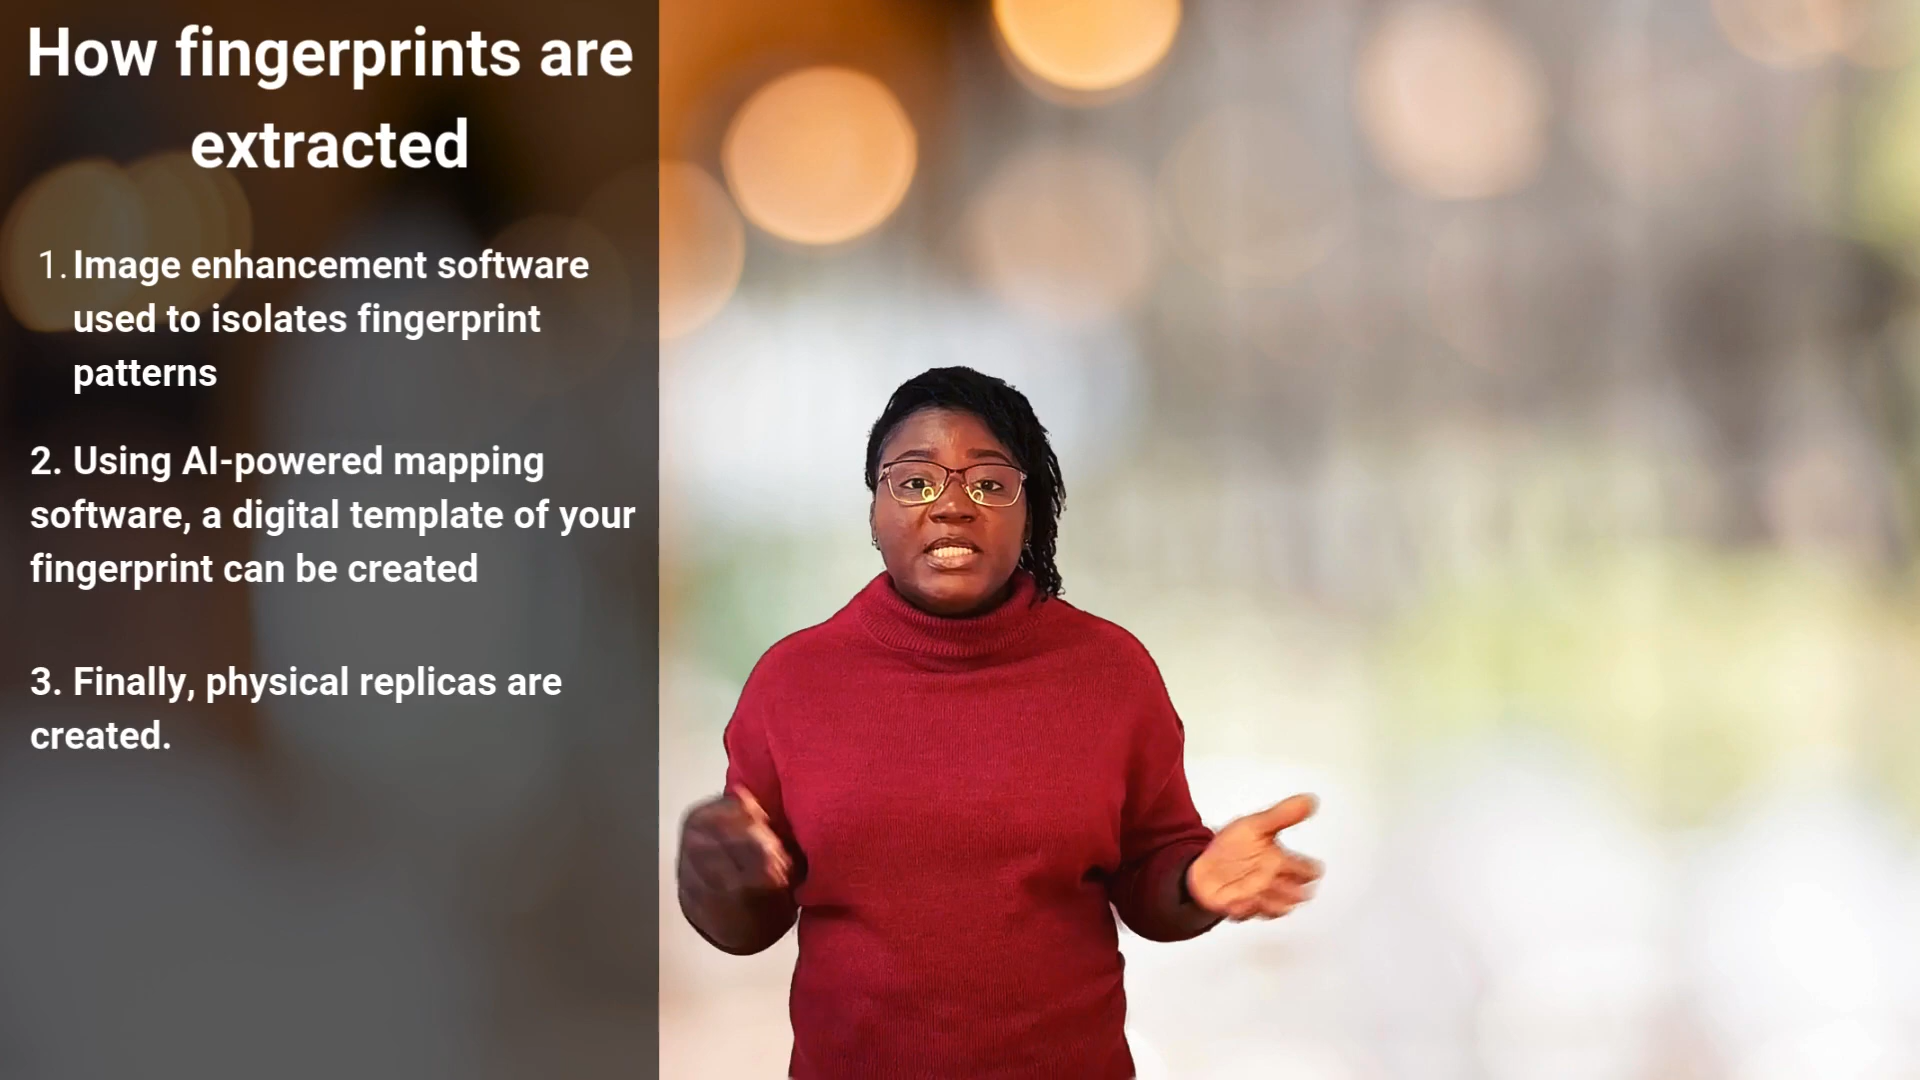 How fingerprints are
extracted
1. Image enhancement software
used to isolates fingerprint
patterns
2. Using AI-powered mapping
software, a digital template of your
fingerprint can be created
3. Finally, physical replicas are
created.